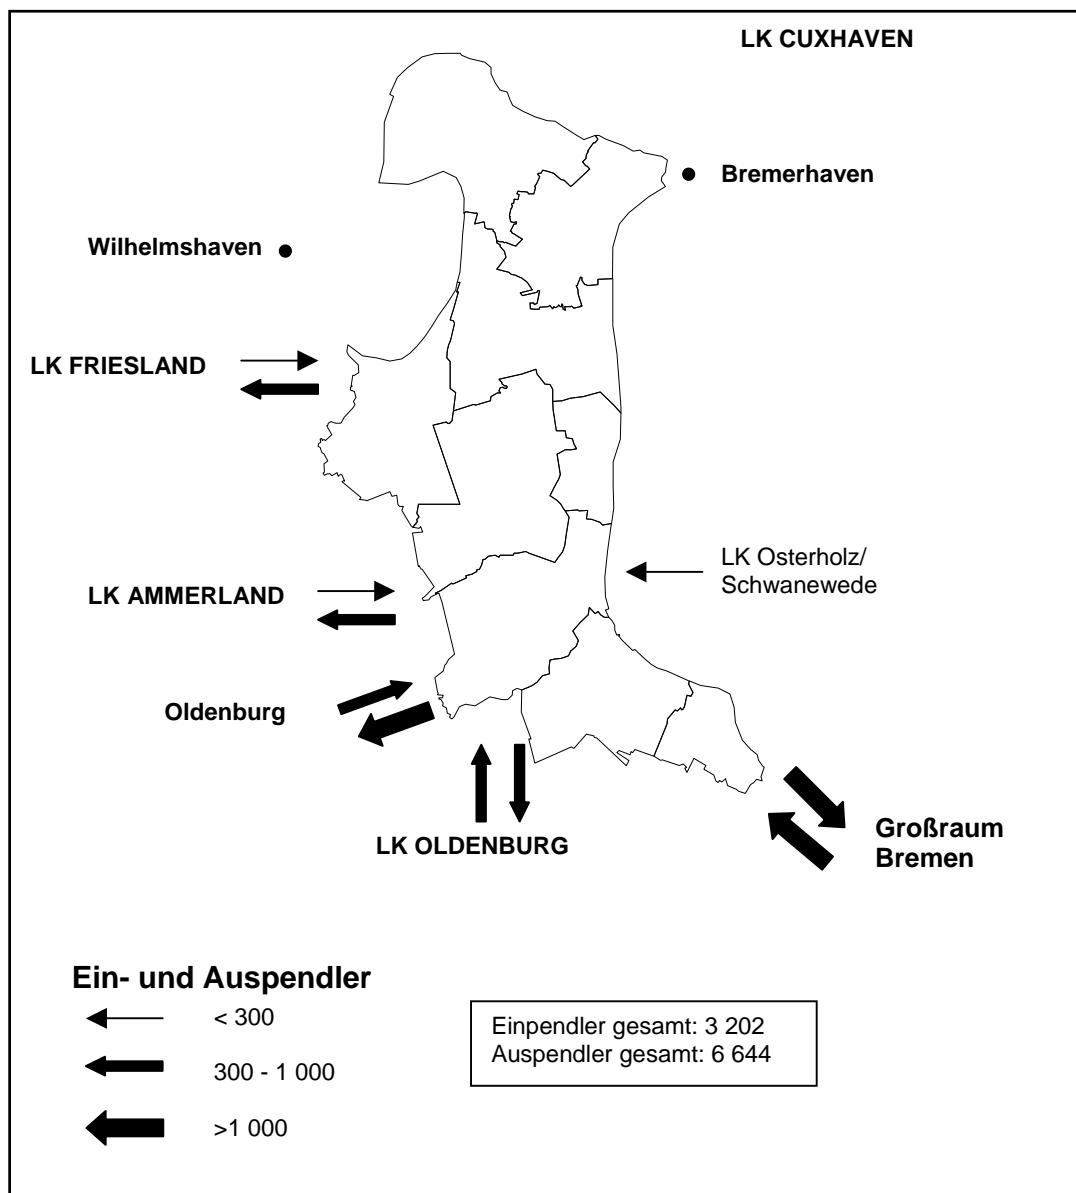 LK CUXHAVEN
Bremerhaven
Wilhelmshaven
LK FRIESLAND
LK Osterholz/
Schwanewede
LK AMMERLAND
Oldenburg
LK OLDENBURG
Großraum
Bremen
Ein- und Auspendler
< 300
300 - 1 000
>1 000
Einpendler gesamt: 3 202
Auspendler gesamt: 6 644